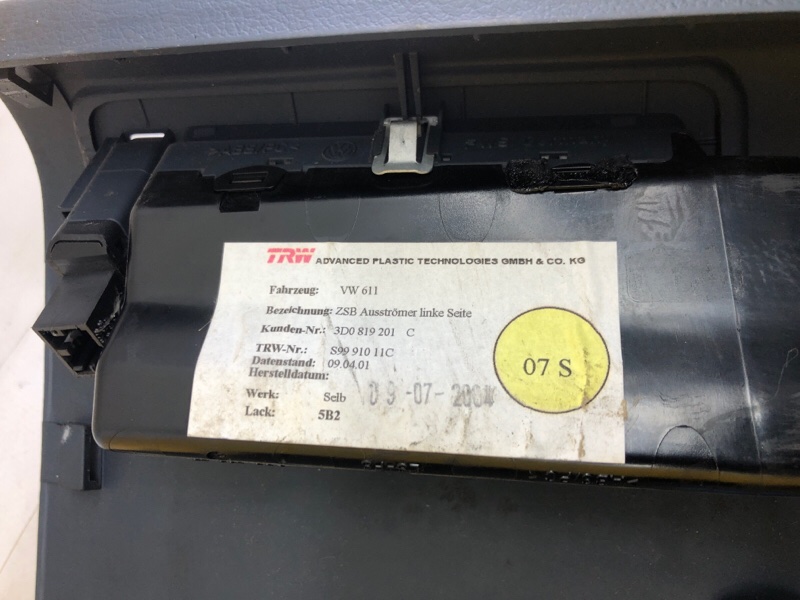 TRW ADVANCED PLASTIC TECHNOLOGIES GMBH & CO. KG
Fahrzeug: VW 611
Bezeichnung: ZSB Ausströmer linke Seite
Kunden-Nr.: 3D0 819 201 C
TRW-Nr.: S99 910 11C
Datenstand: 09.04.01
Herstelldatum:
Werk: Selb
Lack: 5B2
07 S